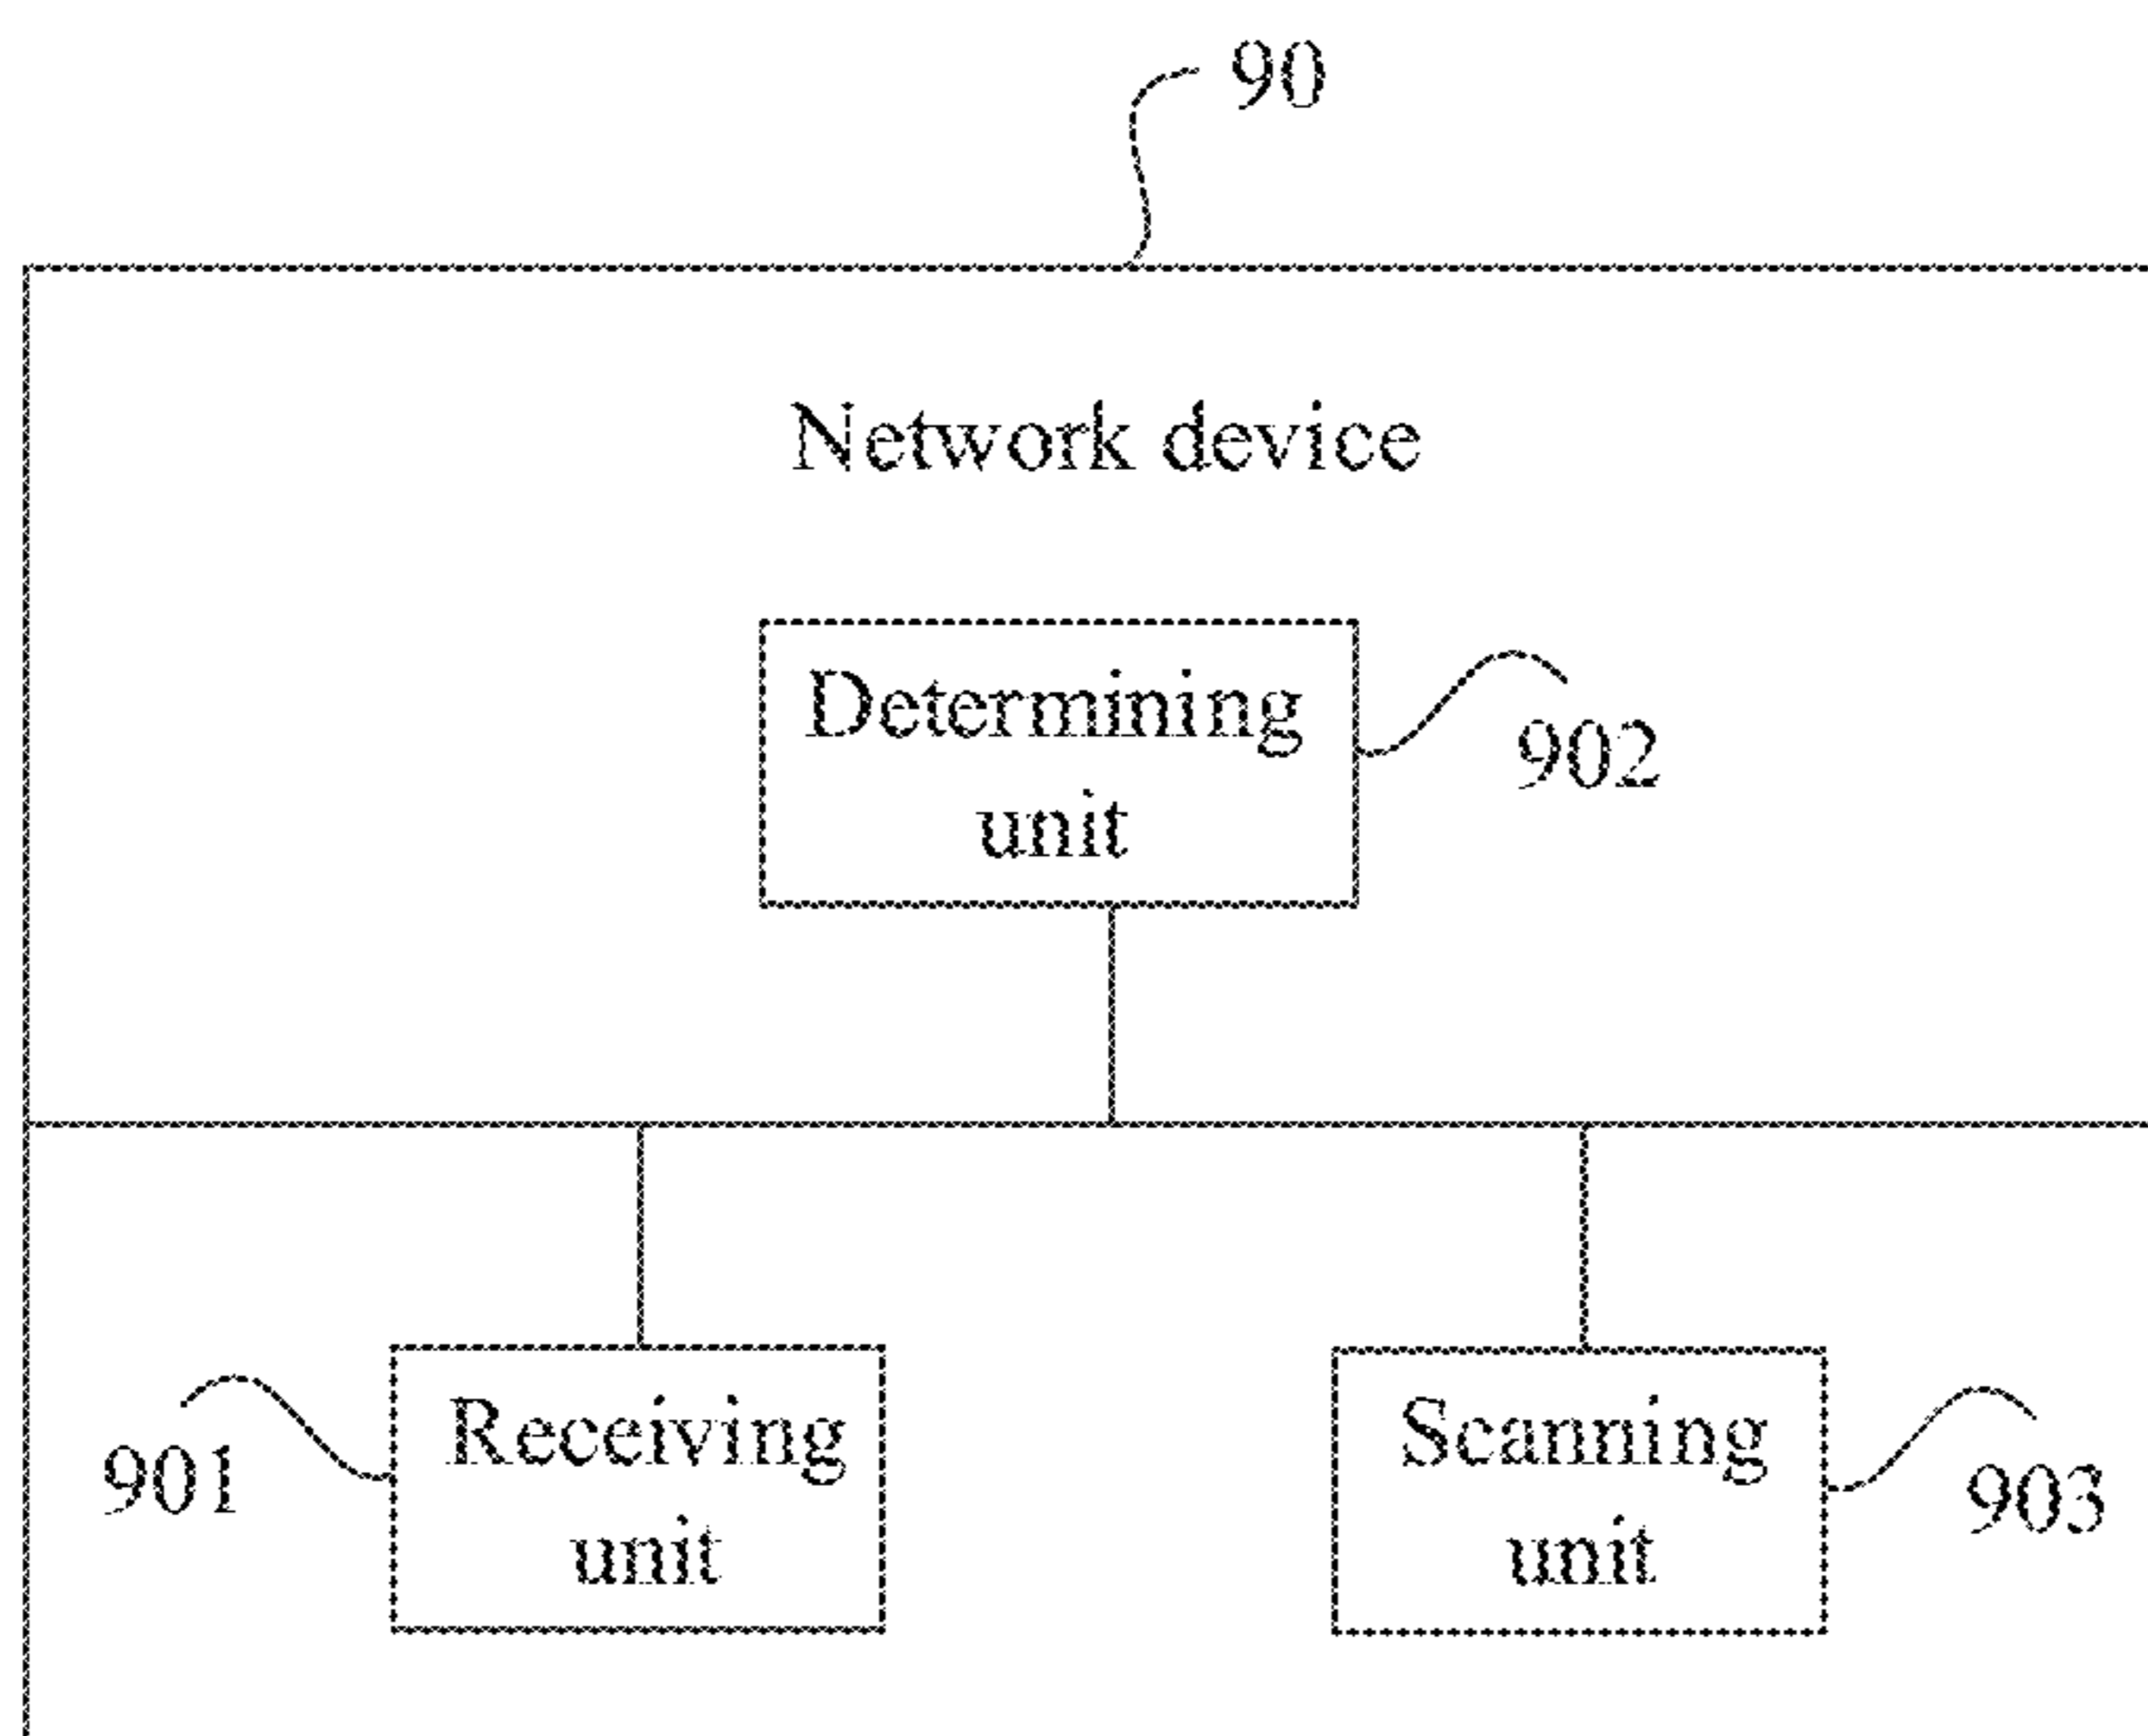 90
Network device
Determining
unit
902
901
Receiving
unit
Scanning
unit
903